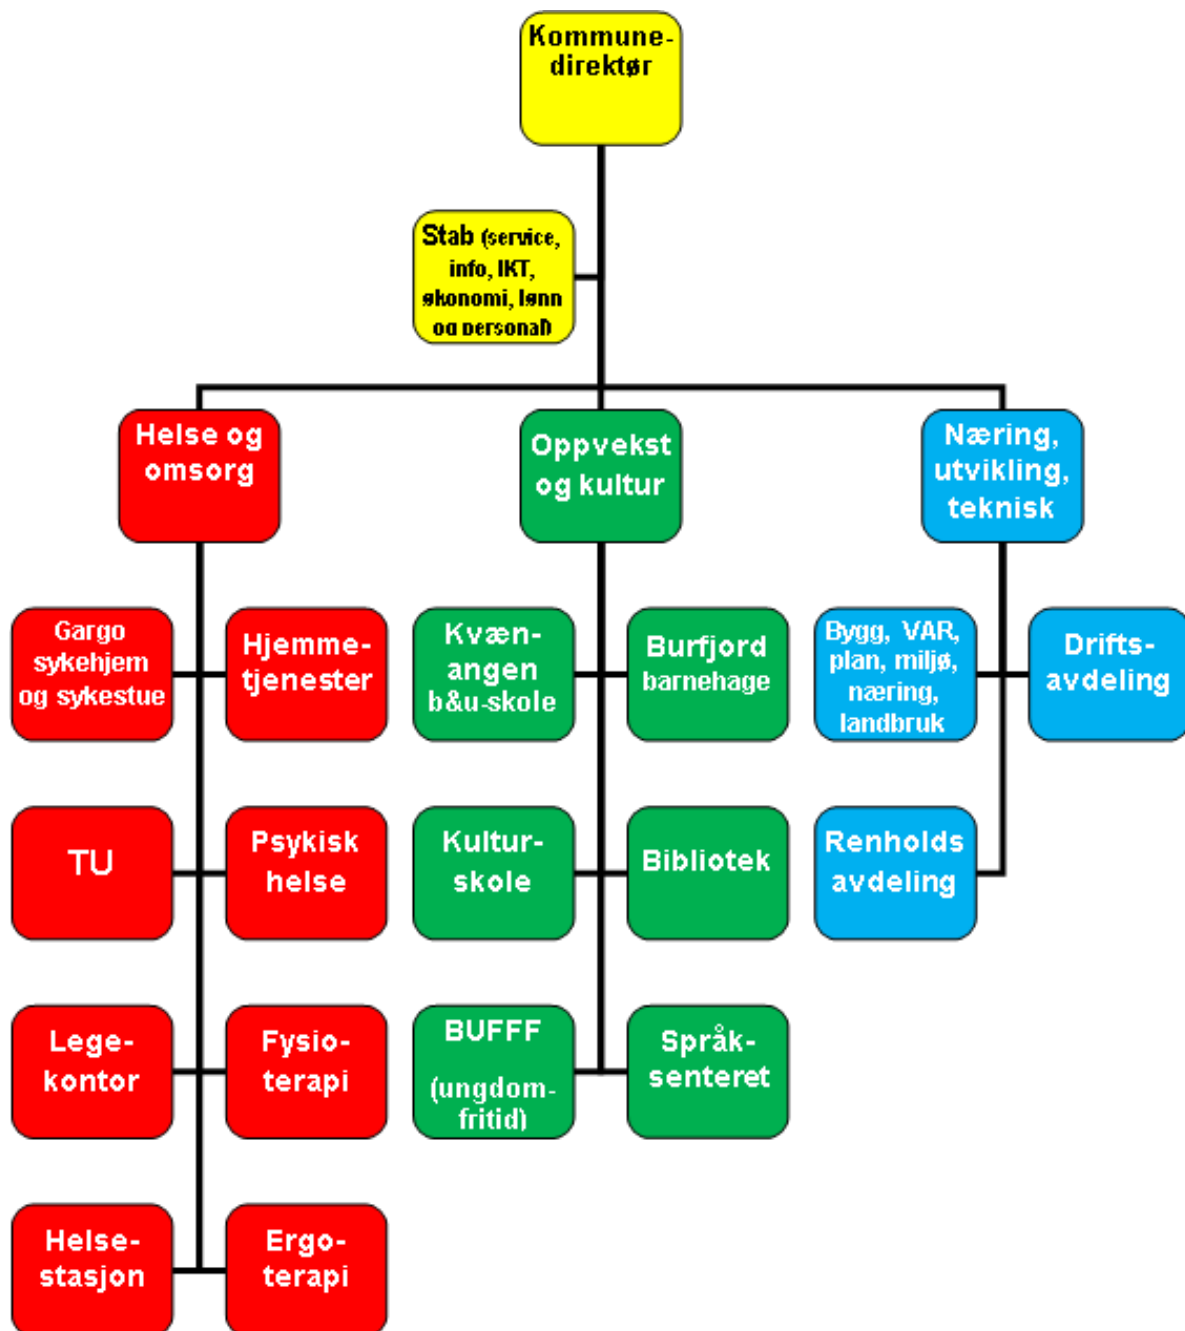 Kommune-
direktør
Stab (service,
info, IKT,
økonomi, lønn
og personal)
Helse og
omsorg
Oppvekst
og kultur
Næring,
utvikling,
teknisk
Gargo
sykehjem
og sykestue
Hjemme-
tjenester
Kvæn-
angen
b&u-skole
Burfjord
barnehage
Bygg, VAR,
plan, miljø,
næring,
landbruk
Drifts-
avdeling
TU
Psykisk
helse
Kultur-
skole
Bibliotek
Renholds
avdeling
Lege-
kontor
Fysio-
terapi
BUFFF
(ungdom-
fritid)
Språk-
senteret
Helse-
stasjon
Ergo-
terapi